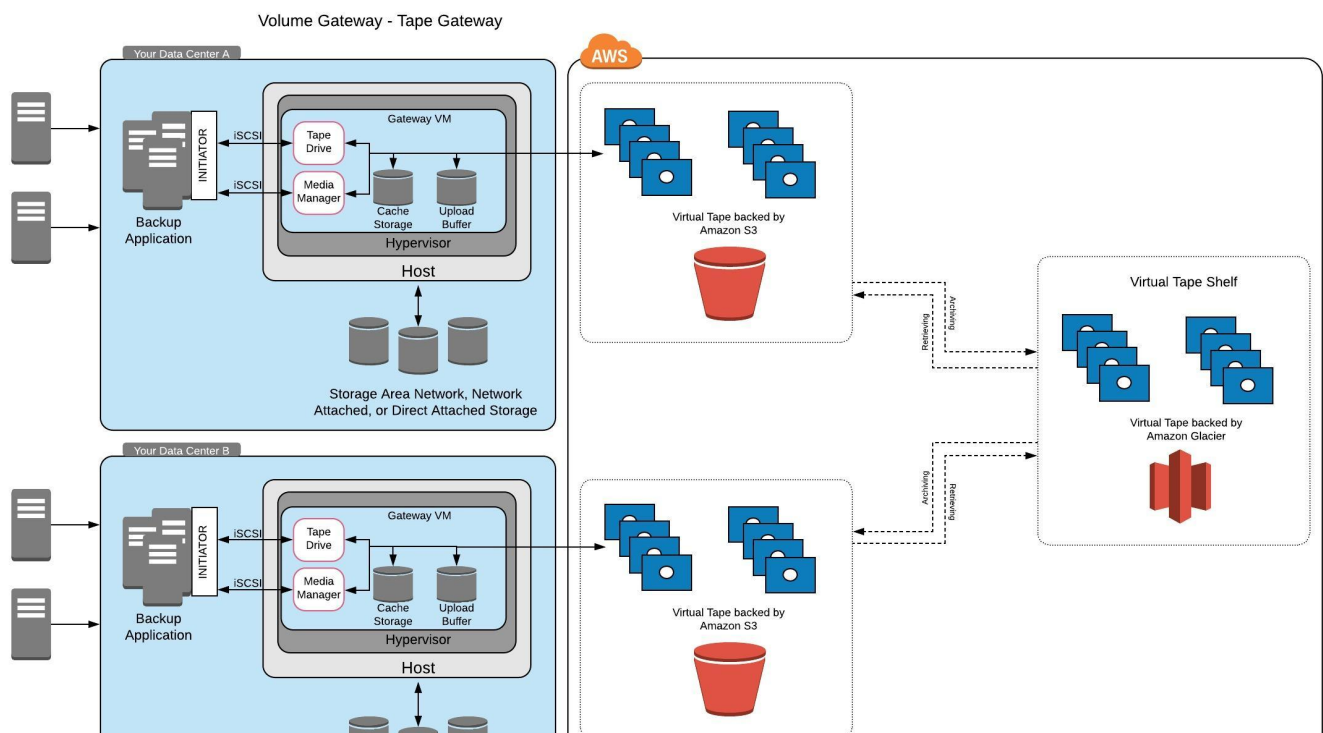 Volume Gateway - Tape Gateway
Your Data Center A
AWS
INITIATOR
iSCSI
iSCSI
Backup
Application
Gateway VM
Tape
Drive
Media
Manager
Cache
Storage
Upload
Buffer
Hypervisor
Host
Storage Area Network, Network
Attached, or Direct Attached Storage
Virtual Tape backed by
Amazon S3
Archiving
Retrieving
Virtual Tape Shelf
Virtual Tape backed by
Amazon Glacier
Your Data Center B
INITIATOR
iSCSI
iSCSI
Backup
Application
Gateway VM
Tape
Drive
Media
Manager
Cache
Storage
Upload
Buffer
Hypervisor
Host
Virtual Tape backed by
Amazon S3
Archiving
Retrieving